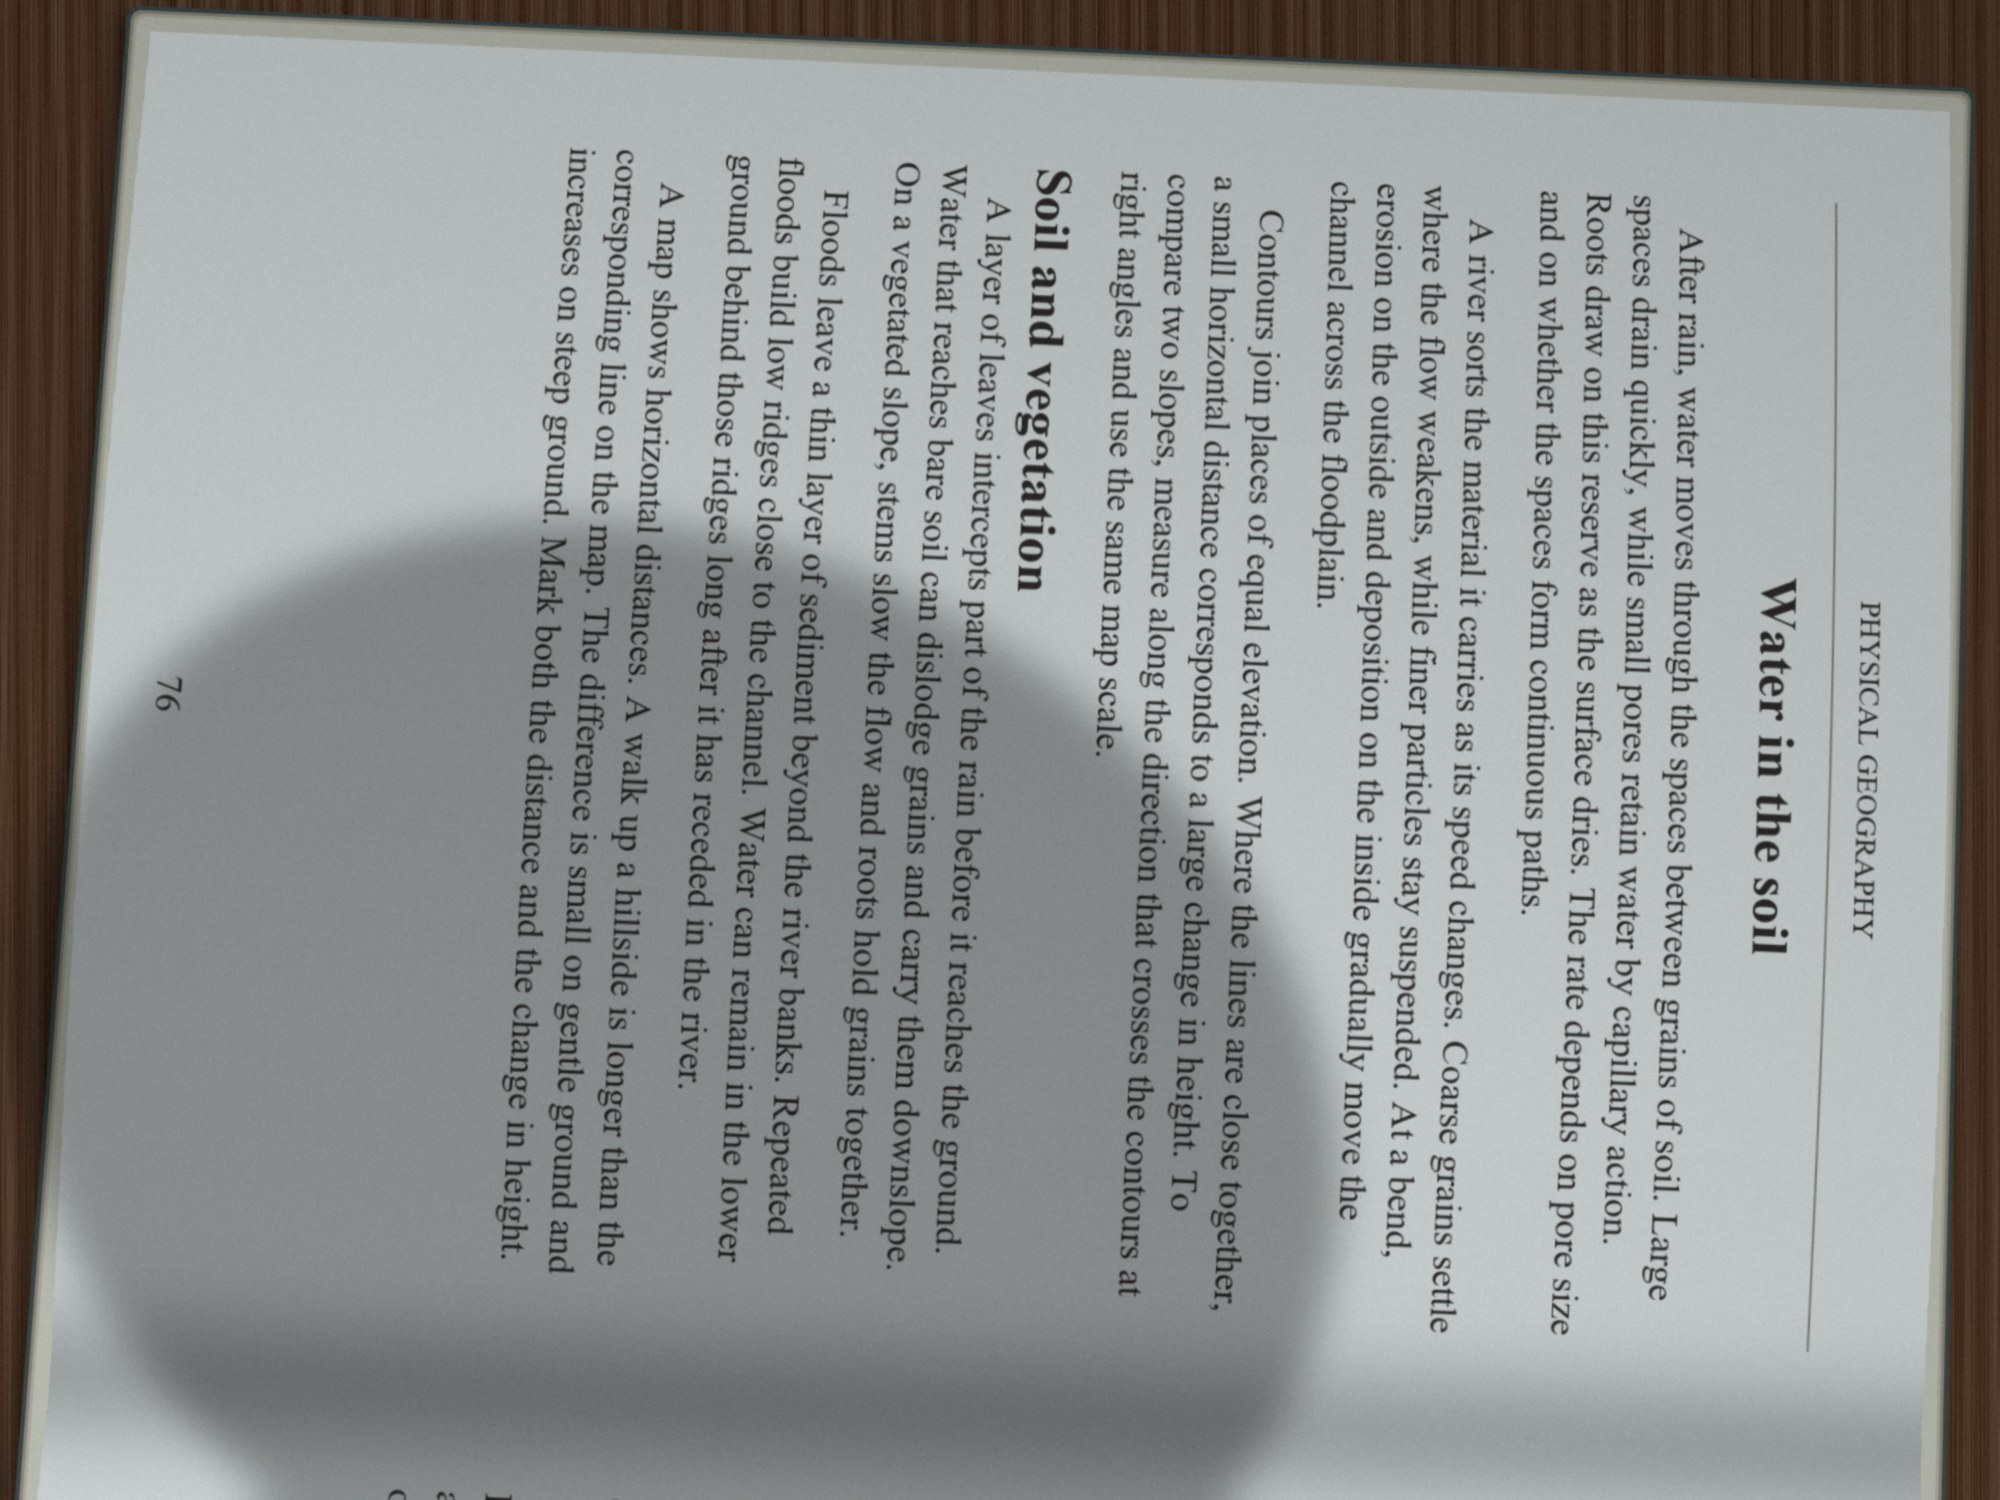 PHYSICAL GEOGRAPHY
Water in the soil
After rain, water moves through the spaces between grains of soil. Large
spaces drain quickly, while small pores retain water by capillary action.
Roots draw on this reserve as the surface dries. The rate depends on pore size
and on whether the spaces form continuous paths.
A river sorts the material it carries as its speed changes. Coarse grains settle
where the flow weakens, while finer particles stay suspended. At a bend,
erosion on the outside and deposition on the inside gradually move the
channel across the floodplain.
Contours join places of equal elevation. Where the lines are close together,
a small horizontal distance corresponds to a large change in height. To
compare two slopes, measure along the direction that crosses the contours at
right angles and use the same map scale.
Soil and vegetation
A layer of leaves intercepts part of the rain before it reaches the ground.
Water that reaches bare soil can dislodge grains and carry them downslope.
On a vegetated slope, stems slow the flow and roots hold grains together.
Floods leave a thin layer of sediment beyond the river banks. Repeated
floods build low ridges close to the channel. Water can remain in the lower
ground behind those ridges long after it has receded in the river.
A map shows horizontal distances. A walk up a hillside is longer than the
corresponding line on the map. The difference is small on gentle ground and
increases on steep ground. Mark both the distance and the change in height.
76